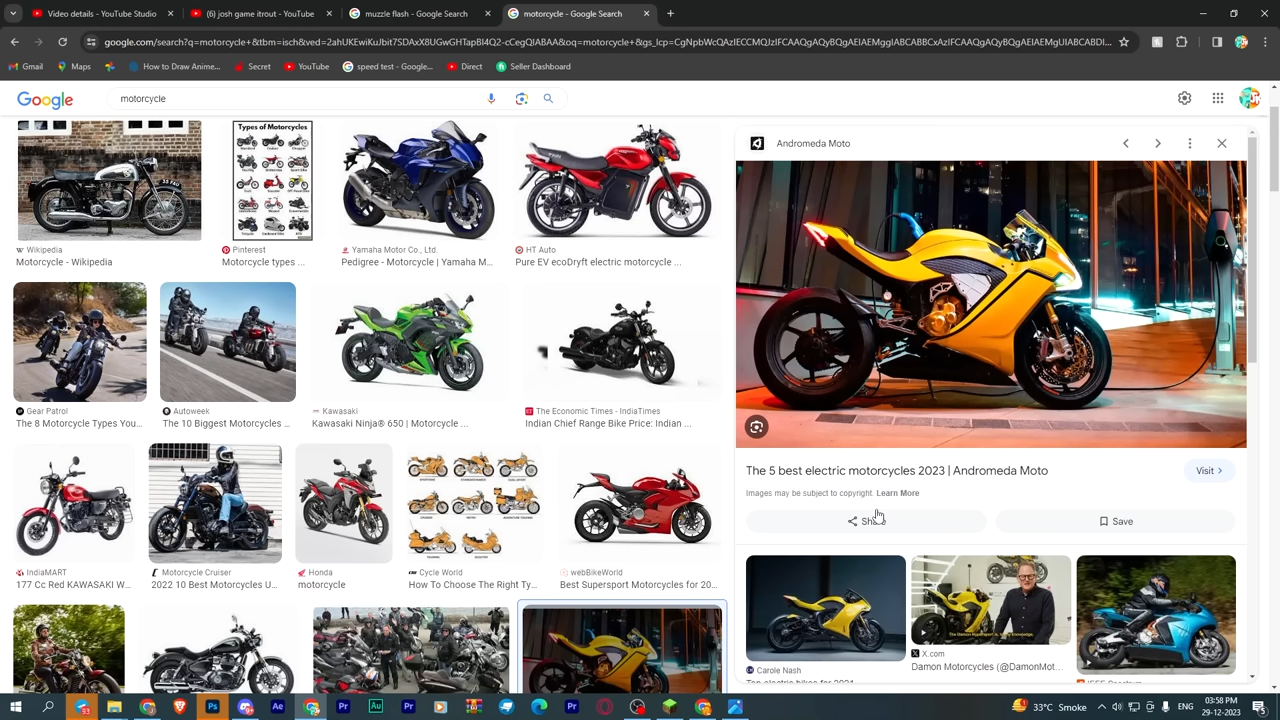 Video details - YouTube Studio
(6) josh game itrout - YouTube
muzzle flash - Google Search
motorcycle - Google Search
google.com/search?q=motorcycle+&tbm=isch&ved=2ahUKEwiKuJbit7SDAxX8UGwGHTapBl4Q2-cCegQIABAA&oq=motorcycle+&gs_lcp=CgNpbWcQAzIECCMQJzIFCAAQgAQyBQgAEIAEMggIABCABBCxAzIFCAAQgAQyBQgAEIAEMgUIABCABDI...
Gmail
Maps
How to Draw Anime...
Secret
YouTube
speed test - Google...
Direct
Seller Dashboard
Google
motorcycle
Wikipedia
Motorcycle - Wikipedia
Types of Motorcycles
Pinterest
Motorcycle types ...
Yamaha Motor Co., Ltd.
Pedigree - Motorcycle | Yamaha M...
HT Auto
Pure EV ecoDryft electric motorcycle ...
Gear Patrol
The 8 Motorcycle Types You...
Autoweek
The 10 Biggest Motorcycles ...
Kawasaki
Kawasaki Ninja® 650 | Motorcycle ...
The Economic Times - IndiaTimes
Indian Chief Range Bike Price: Indian ...
IndiaMART
177 Cc Red KAWASAKI W...
Motorcycle Cruiser
2022 10 Best Motorcycles U...
Honda
motorcycle
Cycle World
How To Choose The Right Ty...
webBikeWorld
Best Supersport Motorcycles for 20...
Andromeda Moto
The 5 best electric motorcycles 2023 | Andromeda Moto
Visit
Images may be subject to copyright. Learn More
Save
Carole Nash
X.com
Damon Motorcycles (@DamonMot...
33°C Smoke
ENG
03:58 PM
29-12-2023